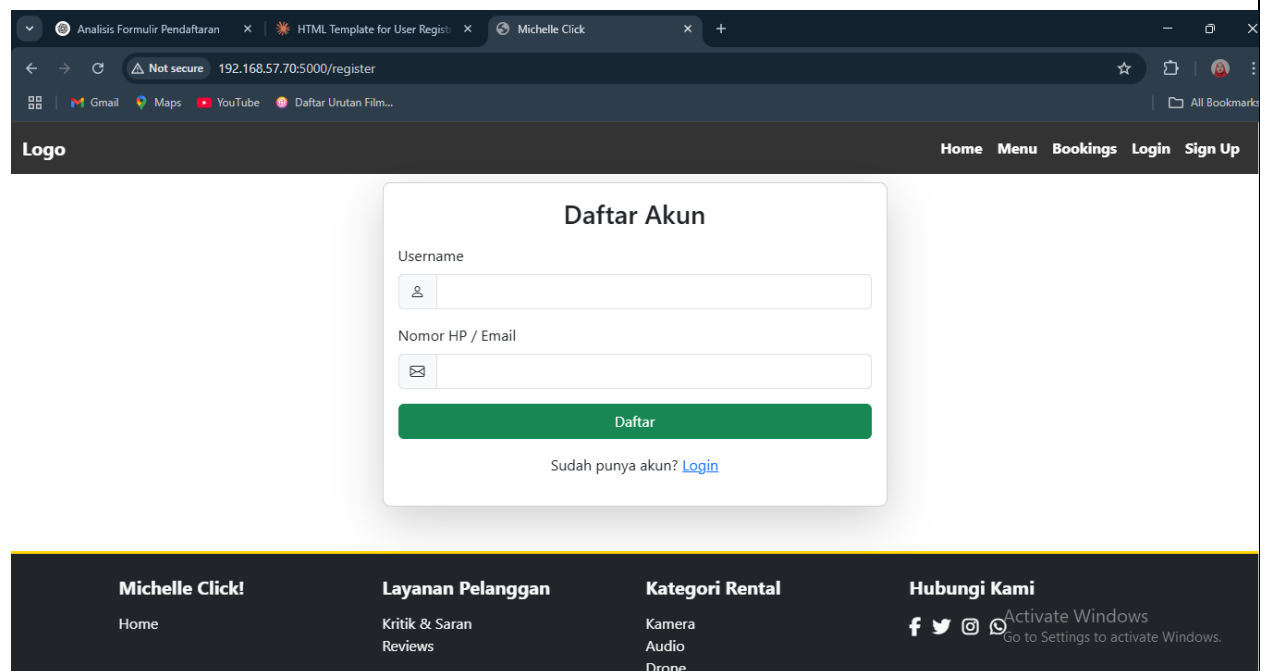 Analisis Formulir Pendaftaran
HTML Template for User Regist
Michelle Click
Not secure 192.168.57.70:5000/register
Gmail Maps YouTube Daftar Urutan Film... All Bookmarks
Logo Home Menu Bookings Login Sign Up
Daftar Akun
Username
Nomor HP / Email
Daftar
Sudah punya akun? Login
Michelle Click! Layanan Pelanggan Kategori Rental Hubungi Kami
Home Kritik & Saran Kamera
Reviews Audio
Drone
Activate Windows
Go to Settings to activate Windows.